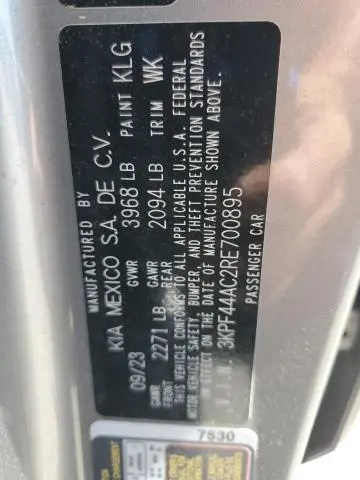 MANUFACTURED BY
KIA MEXICO S.A. DE C.V.
GVWR 3968 LB PAINT KLG
09/23
GAWR FRONT 2271 LB GAWR REAR 2094 LB TRIM WK
THIS VEHICLE CONFORMS TO ALL APPLICABLE U.S.A. FEDERAL
MOTOR VEHICLE SAFETY, BUMPER, AND THEFT PREVENTION STANDARDS
IN EFFECT ON THE DATE OF MANUFACTURE SHOWN ABOVE.
3KPF44AC2RE700895
PASSENGER CAR
7530